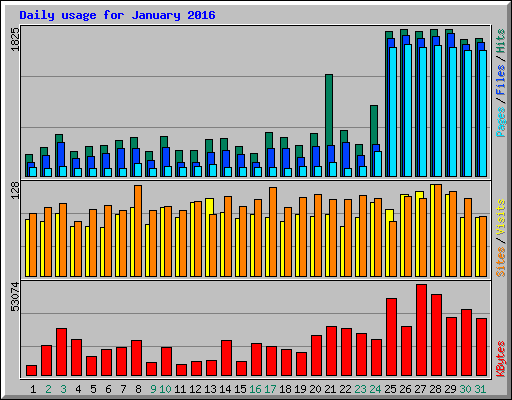 Daily usage for January 2016
1825
Pages / Files / Hits
128
Sites / Visits
53074
KBytes
1 2 3 4 5 6 7 8 9 10 11 12 13 14 15 16 17 18 19 20 21 22 23 24 25 26 27 28 29 30 31